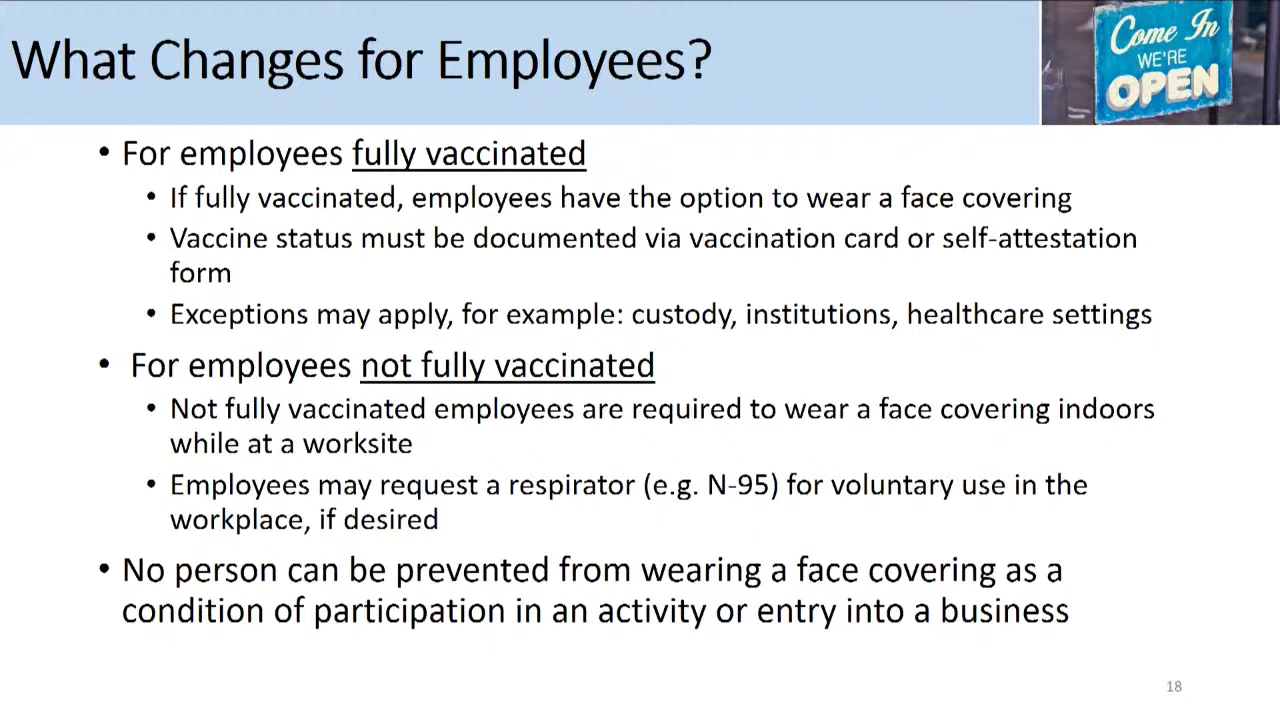 What Changes for Employees?
Come In
WE'RE
OPEN
• For employees fully vaccinated
• If fully vaccinated, employees have the option to wear a face covering
• Vaccine status must be documented via vaccination card or self-attestation
form
• Exceptions may apply, for example: custody, institutions, healthcare settings
• For employees not fully vaccinated
• Not fully vaccinated employees are required to wear a face covering indoors
while at a worksite
• Employees may request a respirator (e.g. N-95) for voluntary use in the
workplace, if desired
• No person can be prevented from wearing a face covering as a
condition of participation in an activity or entry into a business
18